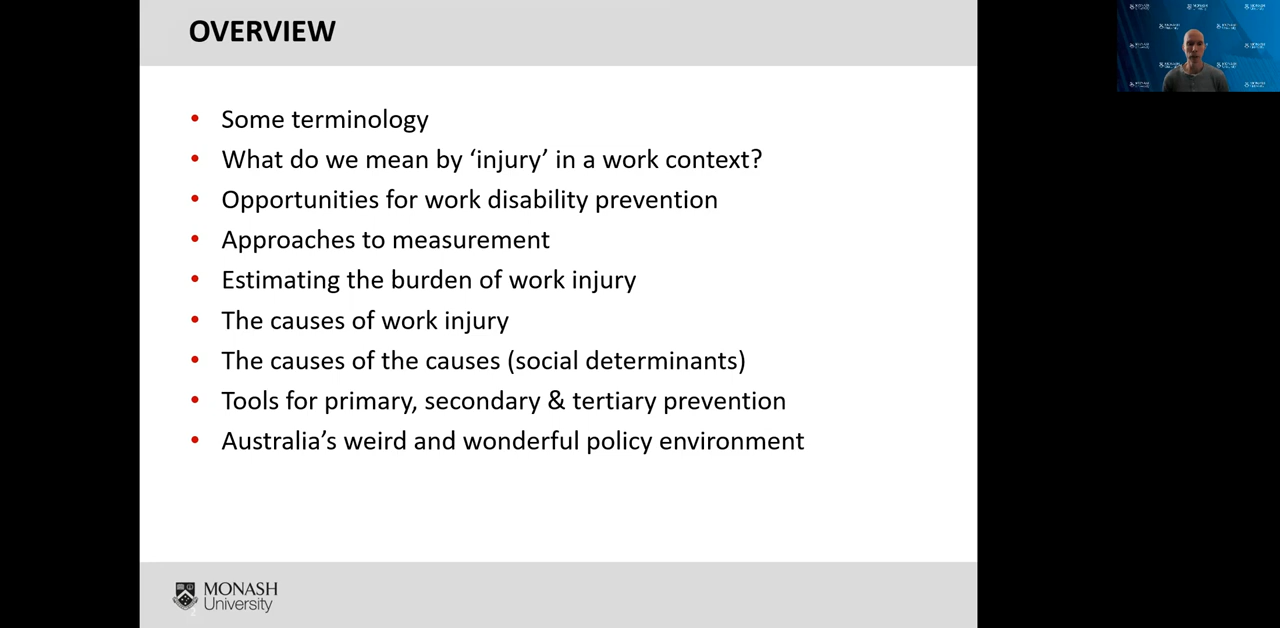 OVERVIEW
• Some terminology
• What do we mean by ‘injury’ in a work context?
• Opportunities for work disability prevention
• Approaches to measurement
• Estimating the burden of work injury
• The causes of work injury
• The causes of the causes (social determinants)
• Tools for primary, secondary & tertiary prevention
• Australia’s weird and wonderful policy environment
MONASH
University